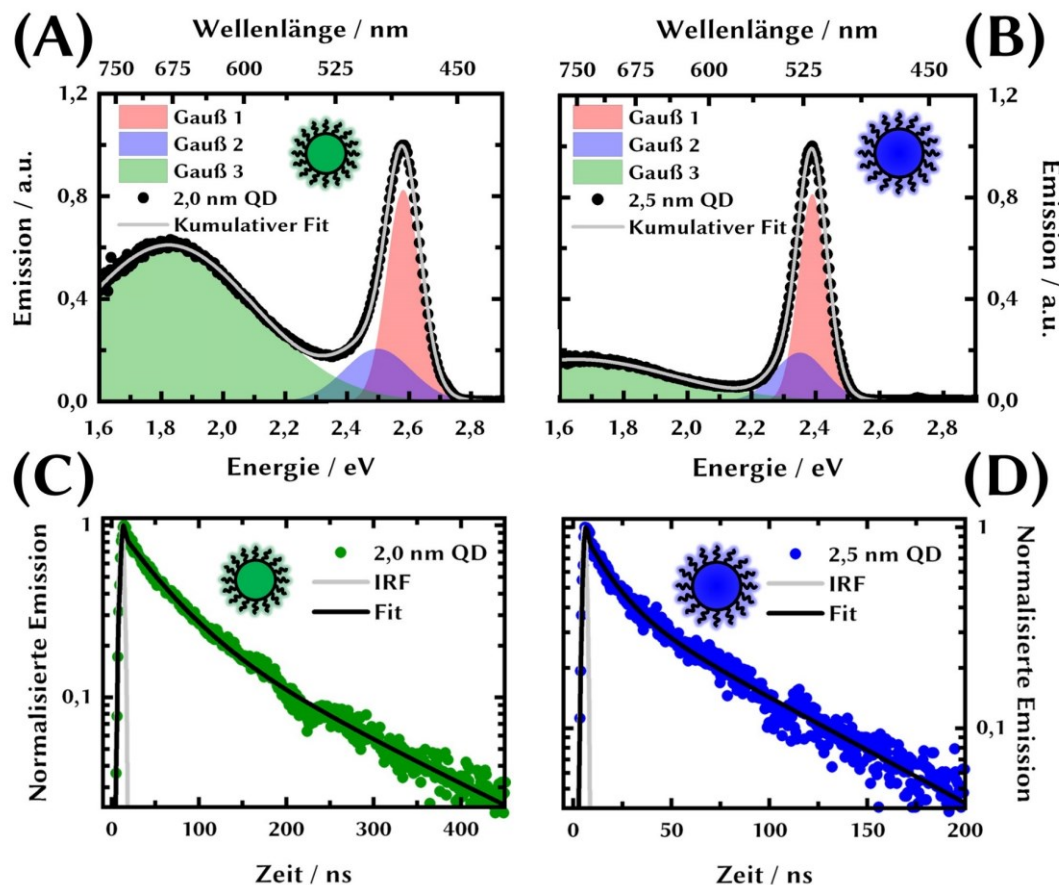 (A)
Wellenlänge / nm
750 675 600 525 450
1,2
0,8
0,4
0,0
Emission / a.u.
Gauß 1
Gauß 2
Gauß 3
2,0 nm QD
Kumulativer Fit
1,6 1,8 2,0 2,2 2,4 2,6 2,8
Energie / eV
(B)
Wellenlänge / nm
750 675 600 525 450
Gauß 1
Gauß 2
Gauß 3
2,5 nm QD
Kumulativer Fit
1,2
0,8
0,4
0,0
Emission / a.u.
1,6 1,8 2,0 2,2 2,4 2,6 2,8
Energie / eV
(C)
Normalisierte Emission
1
0,1
2,0 nm QD
IRF
Fit
0 100 200 300 400
Zeit / ns
(D)
2,5 nm QD
IRF
Fit
1
0,1
Normalisierte Emission
0 50 100 150 200
Zeit / ns